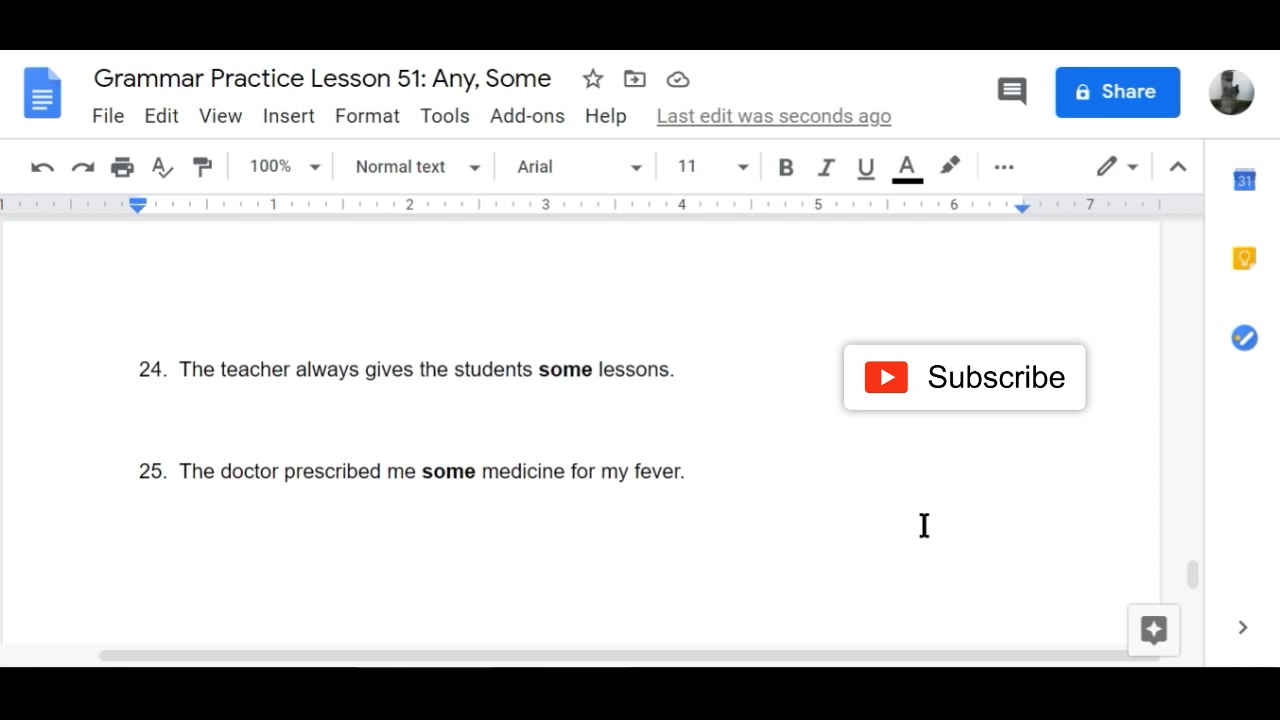 Grammar Practice Lesson 51: Any, Some
File Edit View Insert Format Tools Add-ons Help Last edit was seconds ago
Share
100% Normal text Arial 11 B I U A
1 1 2 3 4 5 6 7
31
24. The teacher always gives the students some lessons.
Subscribe
25. The doctor prescribed me some medicine for my fever.